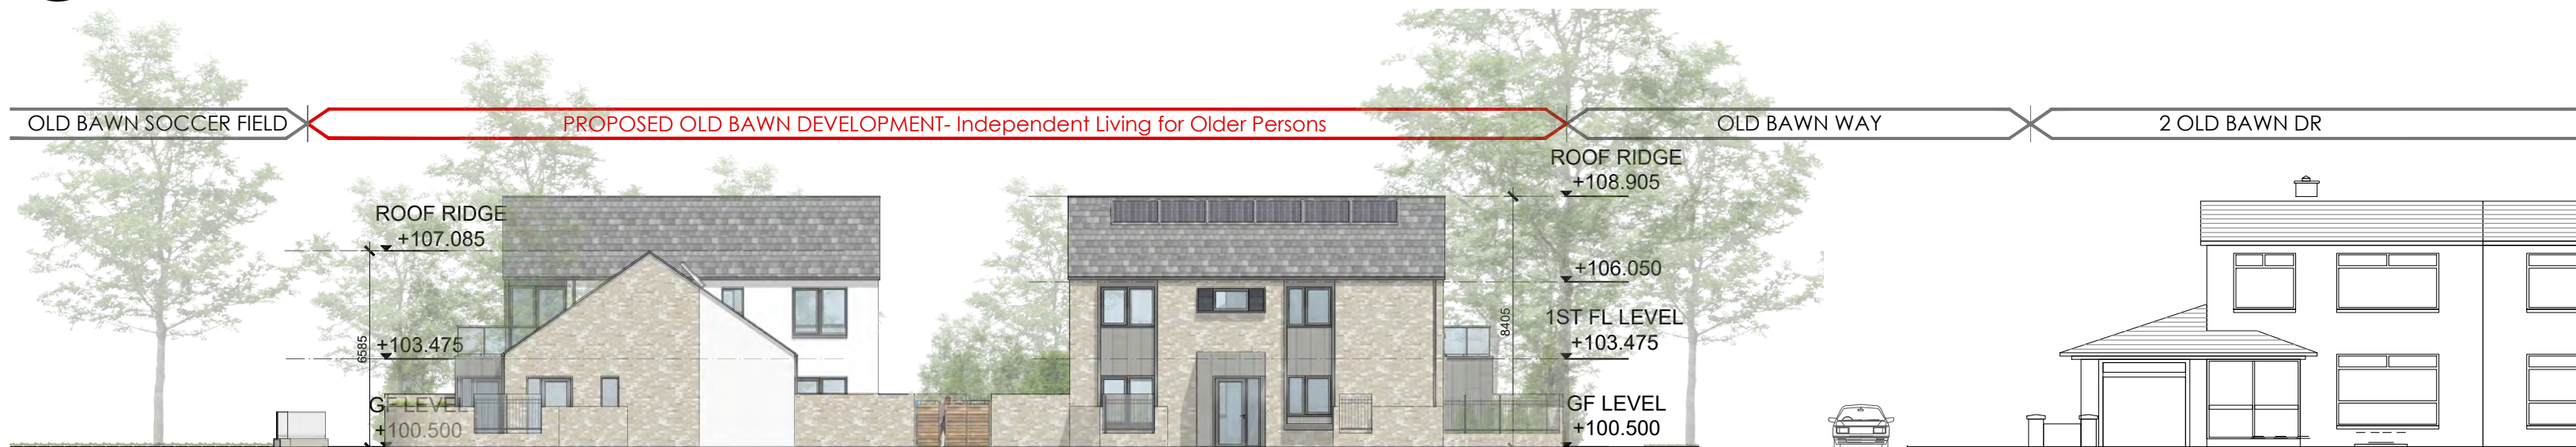 OLD BAWN SOCCER FIELD
PROPOSED OLD BAWN DEVELOPMENT- Independent Living for Older Persons
OLD BAWN WAY
2 OLD BAWN DR
ROOF RIDGE
+108.905
ROOF RIDGE
+107.085
+106.050
8405
1ST FL LEVEL
+103.475
6585
+103.475
GF LEVEL
+100.500
GF LEVEL
+100.500